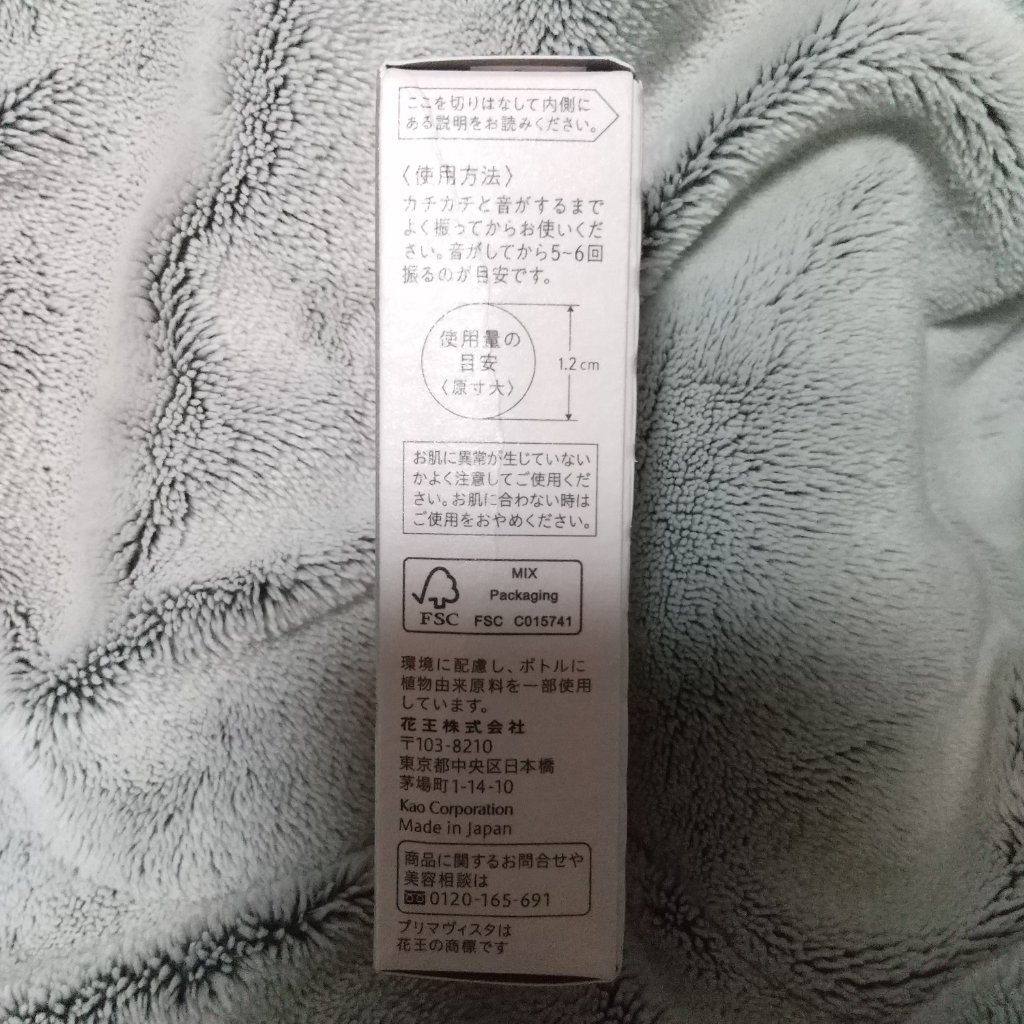 ここを切りはなして内側に
ある説明をお読みください。
〈使用方法〉
カチカチと音がするまで
よく振ってからお使いくだ
さい。音がしてから5~6回
振るのが目安です。
使用量の
目安
〈原寸大〉
1.2cm
お肌に異常が生じていない
かよく注意してご使用くだ
さい。お肌に合わない時は
ご使用をおやめください。
MIX
Packaging
FSC FSC C015741
環境に配慮し、ボトルに
植物由来原料を一部使用
しています。
花王株式会社
〒103-8210
東京都中央区日本橋
茅場町1-14-10
Kao Corporation
Made in Japan
商品に関するお問合せや
美容相談は
0120-165-691
プリマヴィスタは
花王の商標です